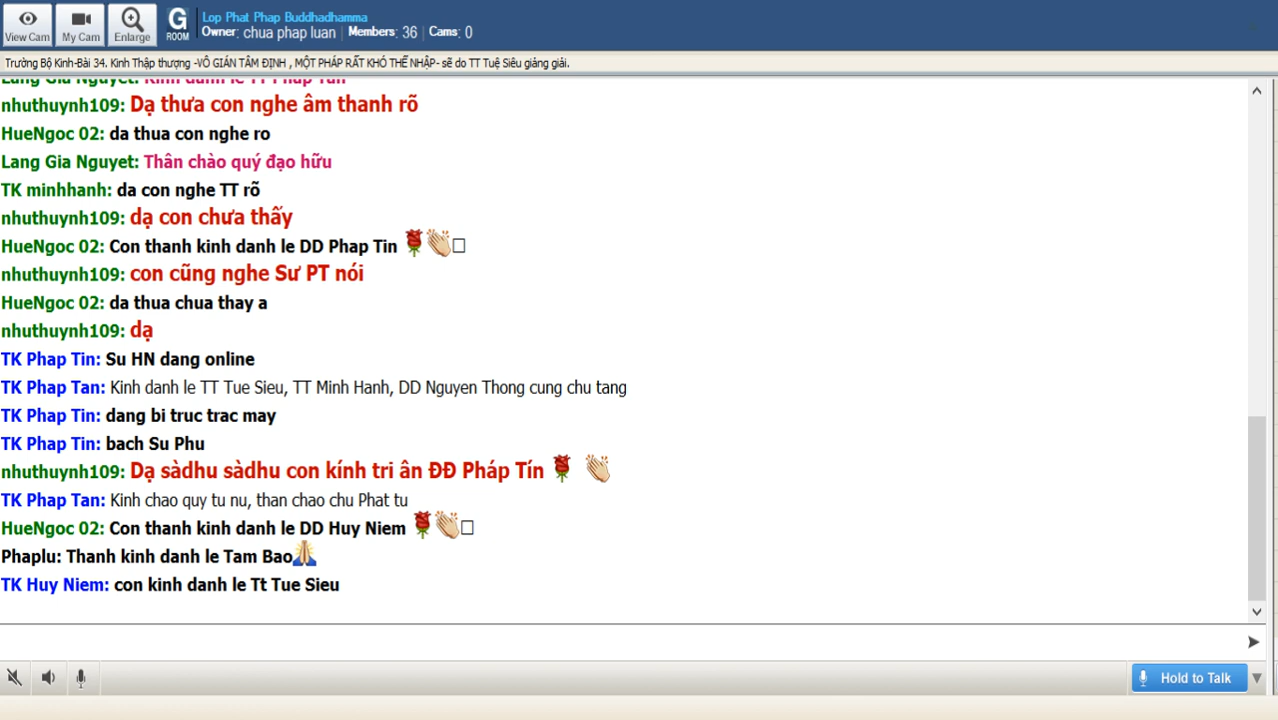 View Cam
My Cam
Enlarge
G
ROOM
Lop Phat Phap Buddhadhamma
Owner: chua phap luan | Members: 36 | Cams: 0
Trường Bộ Kinh-Bài 34. Kinh Thập thượng -VÔ GIÁN TÂM ĐỊNH , MỘT PHÁP RẤT KHÓ THỂ NHẬP- sẽ do TT Tuệ Siêu giảng giải.
Lang Gia Nguyet: Kinh danh le TT Phap Tan
nhuthuynh109: Dạ thưa con nghe âm thanh rõ
HueNgoc 02: da thua con nghe ro
Lang Gia Nguyet: Thân chào quý đạo hữu
TK minhhanh: da con nghe TT rõ
nhuthuynh109: dạ con chưa thấy
HueNgoc 02: Con thanh kinh danh le DD Phap Tin
nhuthuynh109: con cũng nghe Sư PT nói
HueNgoc 02: da thua chua thay a
nhuthuynh109: dạ
TK Phap Tin: Su HN dang online
TK Phap Tan: Kinh danh le TT Tue Sieu, TT Minh Hanh, DD Nguyen Thong cung chu tang
TK Phap Tin: dang bi truc trac may
TK Phap Tin: bach Su Phu
nhuthuynh109: Dạ sàdhu sàdhu con kính tri ân ĐĐ Pháp Tín
TK Phap Tan: Kinh chao quy tu nu, than chao chu Phat tu
HueNgoc 02: Con thanh kinh danh le DD Huy Niem
Phaplu: Thanh kinh danh le Tam Bao
TK Huy Niem: con kinh danh le Tt Tue Sieu
Hold to Talk